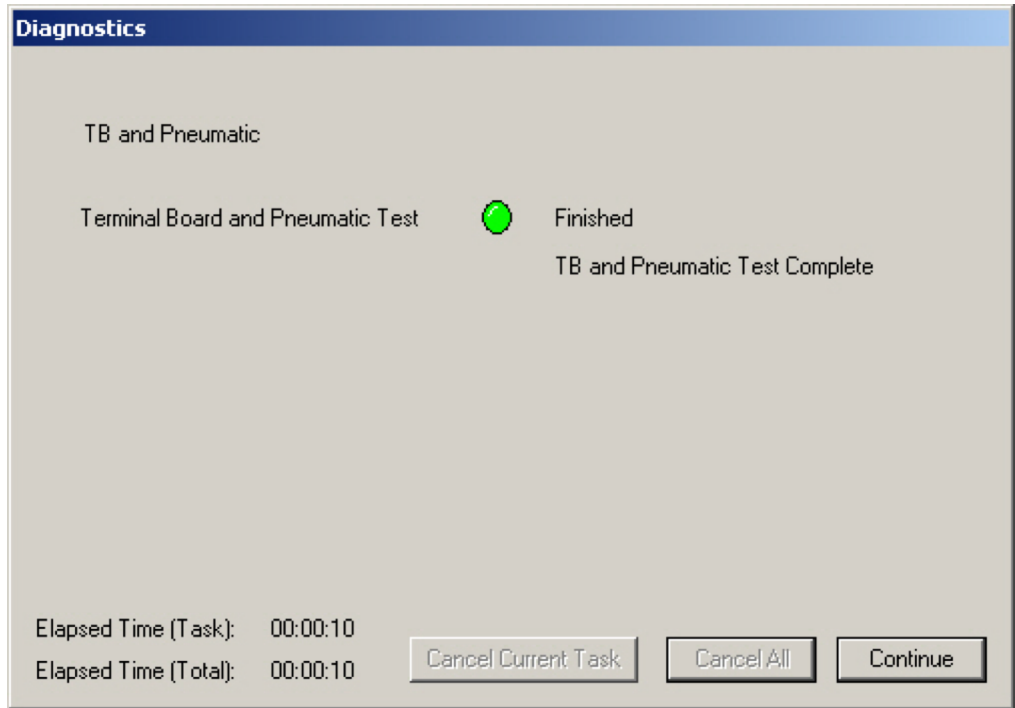 Diagnostics
TB and Pneumatic
Terminal Board and Pneumatic Test Finished
TB and Pneumatic Test Complete
Elapsed Time (Task): 00:00:10
Elapsed Time (Total): 00:00:10
Cancel Current Task Cancel All Continue